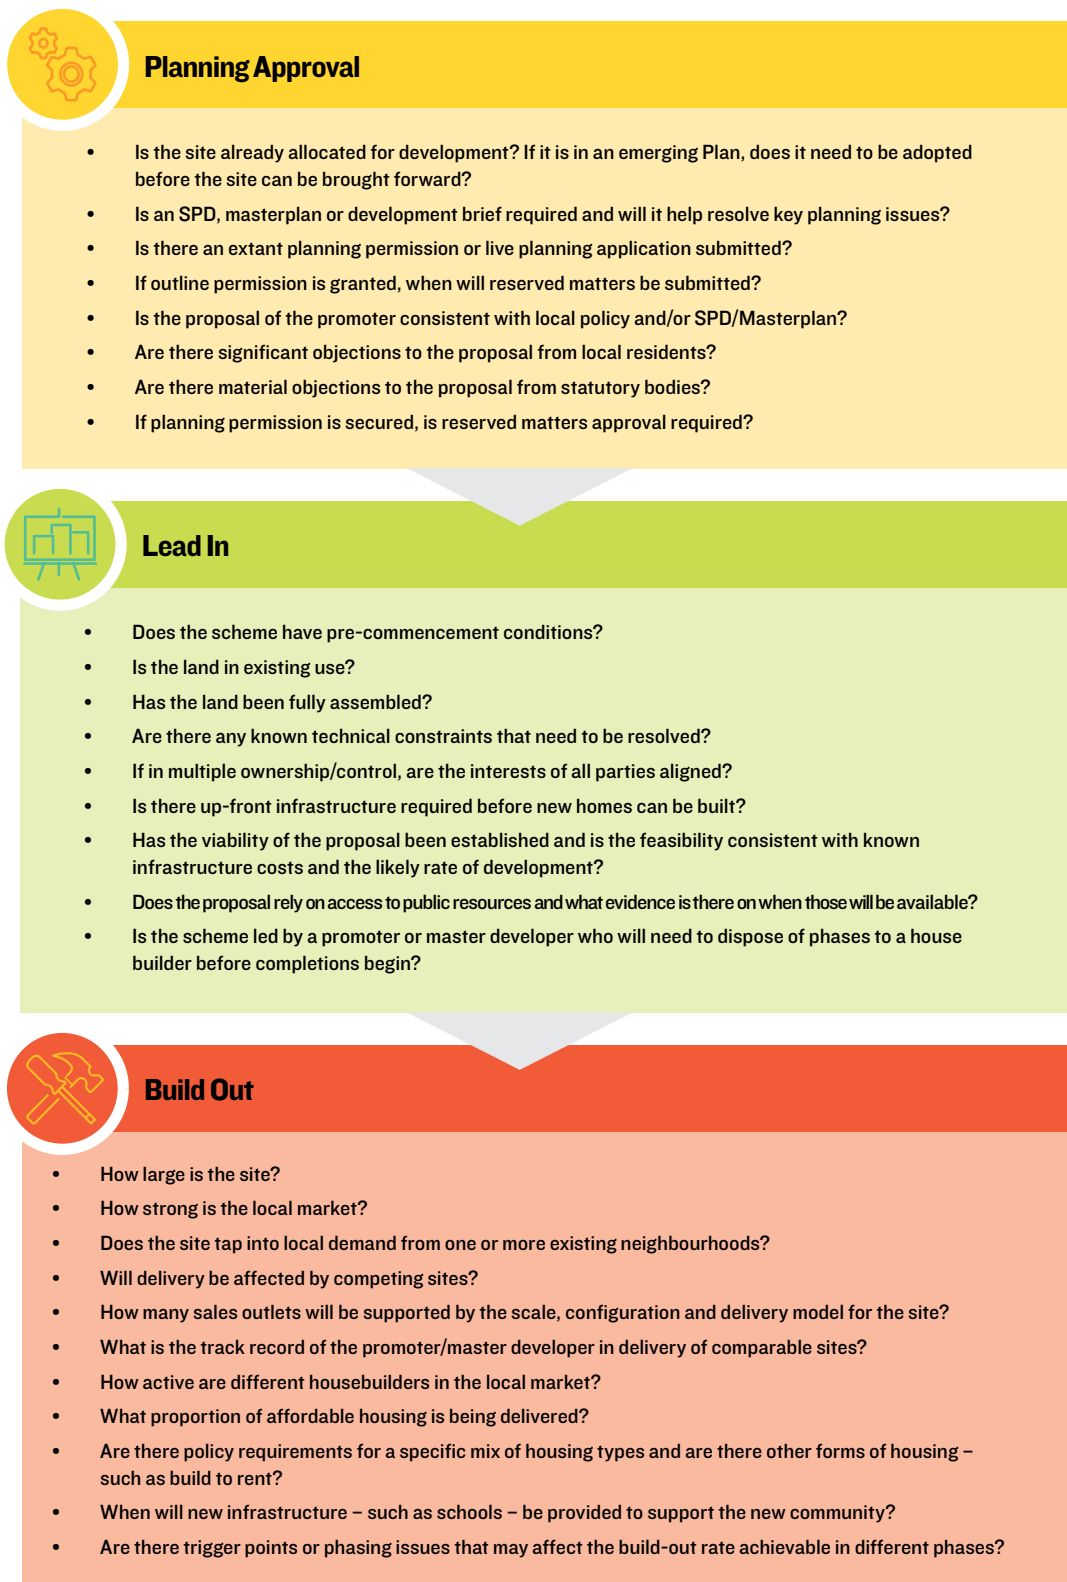 Planning Approval
• Is the site already allocated for development? If it is in an emerging Plan, does it need to be adopted
before the site can be brought forward?
• Is an SPD, masterplan or development brief required and will it help resolve key planning issues?
• Is there an extant planning permission or live planning application submitted?
• If outline permission is granted, when will reserved matters be submitted?
• Is the proposal of the promoter consistent with local policy and/or SPD/Masterplan?
• Are there significant objections to the proposal from local residents?
• Are there material objections to the proposal from statutory bodies?
• If planning permission is secured, is reserved matters approval required?
Lead In
• Does the scheme have pre-commencement conditions?
• Is the land in existing use?
• Has the land been fully assembled?
• Are there any known technical constraints that need to be resolved?
• If in multiple ownership/control, are the interests of all parties aligned?
• Is there up-front infrastructure required before new homes can be built?
• Has the viability of the proposal been established and is the feasibility consistent with known
infrastructure costs and the likely rate of development?
• Does the proposal rely on access to public resources and what evidence is there on when those will be available?
• Is the scheme led by a promoter or master developer who will need to dispose of phases to a house
builder before completions begin?
Build Out
• How large is the site?
• How strong is the local market?
• Does the site tap into local demand from one or more existing neighbourhoods?
• Will delivery be affected by competing sites?
• How many sales outlets will be supported by the scale, configuration and delivery model for the site?
• What is the track record of the promoter/master developer in delivery of comparable sites?
• How active are different housebuilders in the local market?
• What proportion of affordable housing is being delivered?
• Are there policy requirements for a specific mix of housing types and are there other forms of housing –
such as build to rent?
• When will new infrastructure – such as schools – be provided to support the new community?
• Are there trigger points or phasing issues that may affect the build-out rate achievable in different phases?